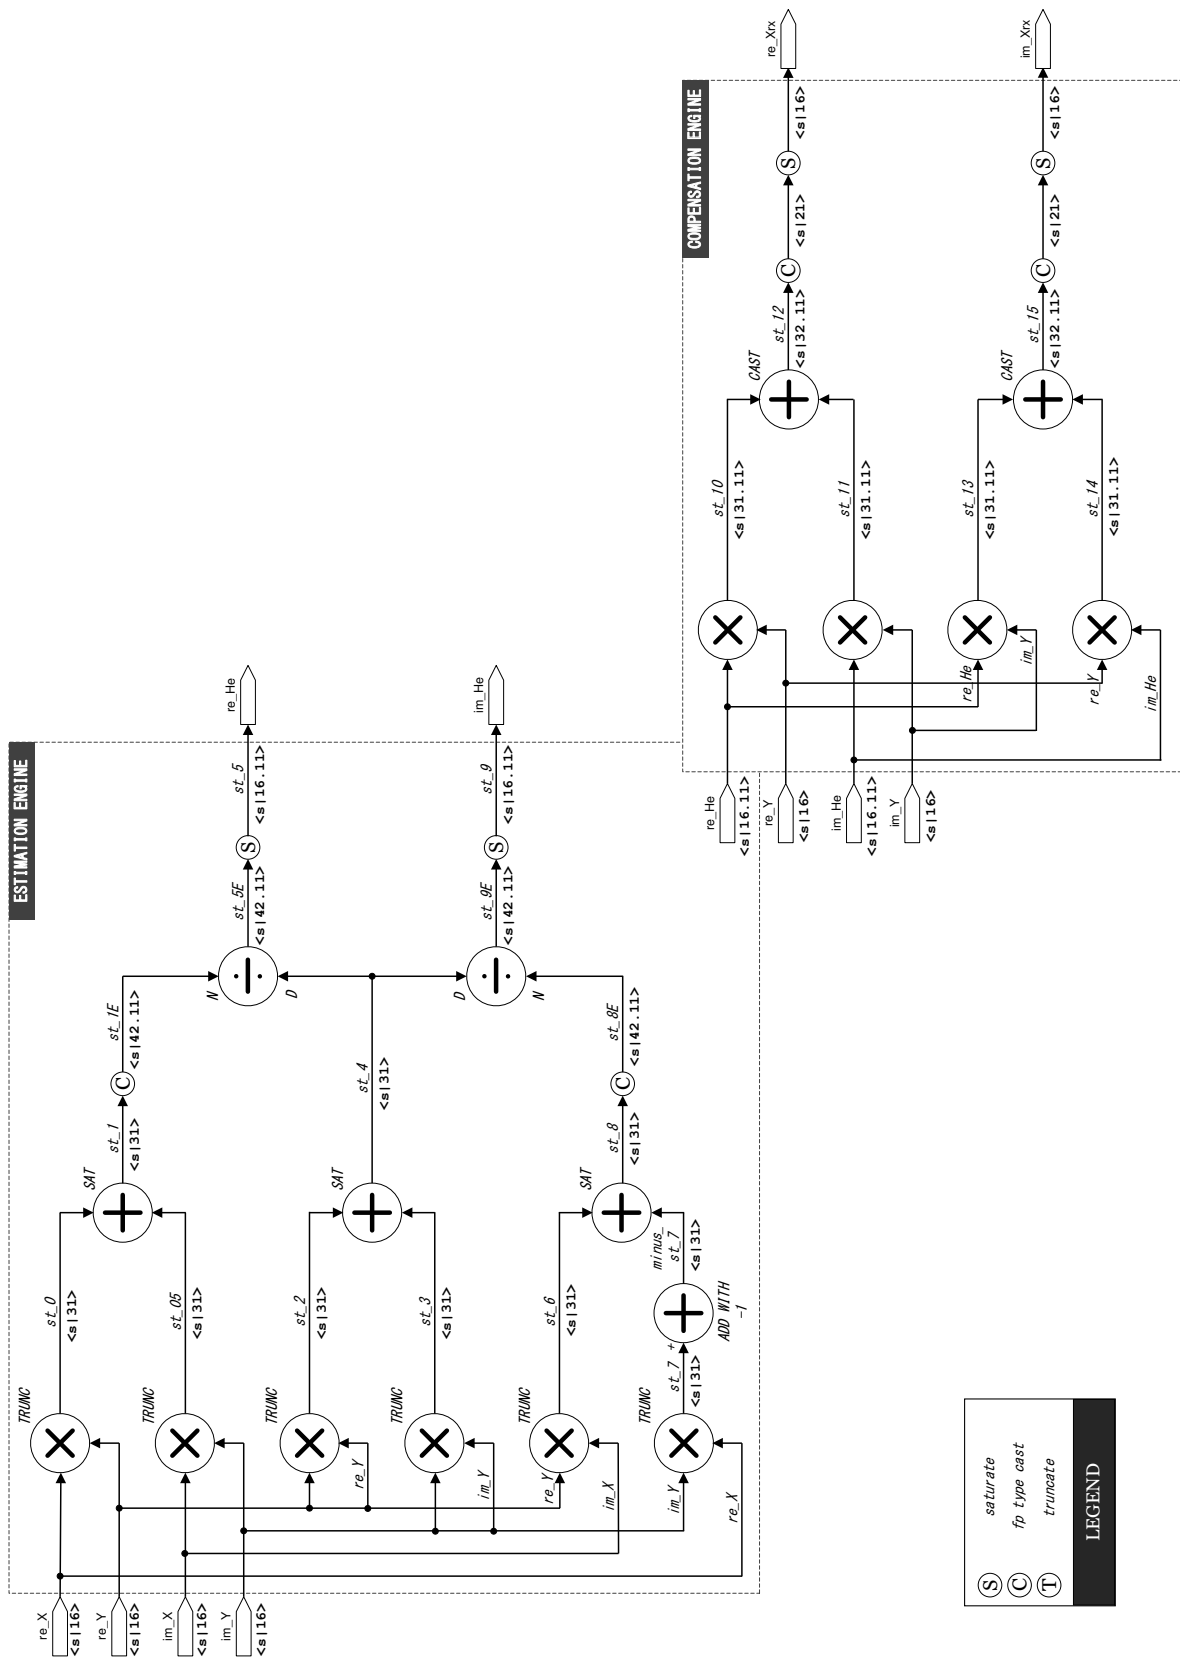 ESTIMATION ENGINE
re_X
<s|16>
re_Y
<s|16>
im_X
<s|16>
im_Y
<s|16>
TRUNC
st_0
<s|31>
TRUNC
st_05
<s|31>
SAT
st_1
<s|31>
C
st_1E
<s|42.11>
N
D
st_5E
<s|42.11>
S
st_5
<s|16.11>
re_He
TRUNC
re_Y
st_2
<s|31>
TRUNC
im_Y
st_3
<s|31>
SAT
st_4
<s|31>
TRUNC
re_Y
im_X
st_6
<s|31>
TRUNC
im_Y
re_X
st_7
<s|31>
+
ADD WITH
-1
minus_
st_7
<s|31>
SAT
st_8
<s|31>
C
st_8E
<s|42.11>
D
N
st_9E
<s|42.11>
S
st_9
<s|16.11>
im_He
COMPENSATION ENGINE
re_He
<s|16.11>
re_Y
<s|16>
im_He
<s|16.11>
im_Y
<s|16>
st_10
<s|31.11>
st_11
<s|31.11>
CAST
st_12
<s|32.11>
C
<s|21>
S
<s|16>
re_Xrx
re_He
im_Y
st_13
<s|31.11>
re_Y
im_He
st_14
<s|31.11>
CAST
st_15
<s|32.11>
C
<s|21>
S
<s|16>
im_Xrx
S saturate
C fp type cast
T truncate
LEGEND